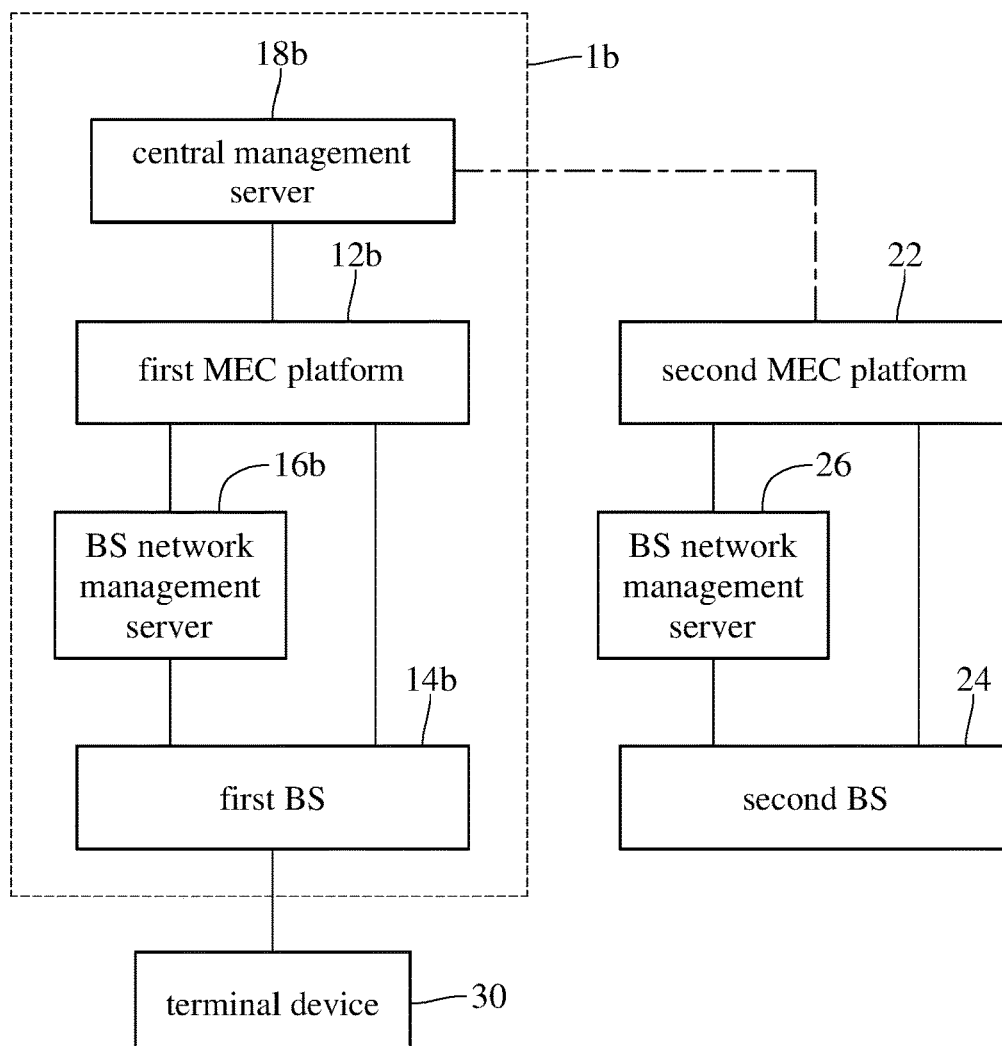 18b
1b
central management
server
12b
22
first MEC platform
second MEC platform
16b
26
BS network
management
server
BS network
management
server
14b
24
first BS
second BS
terminal device
30